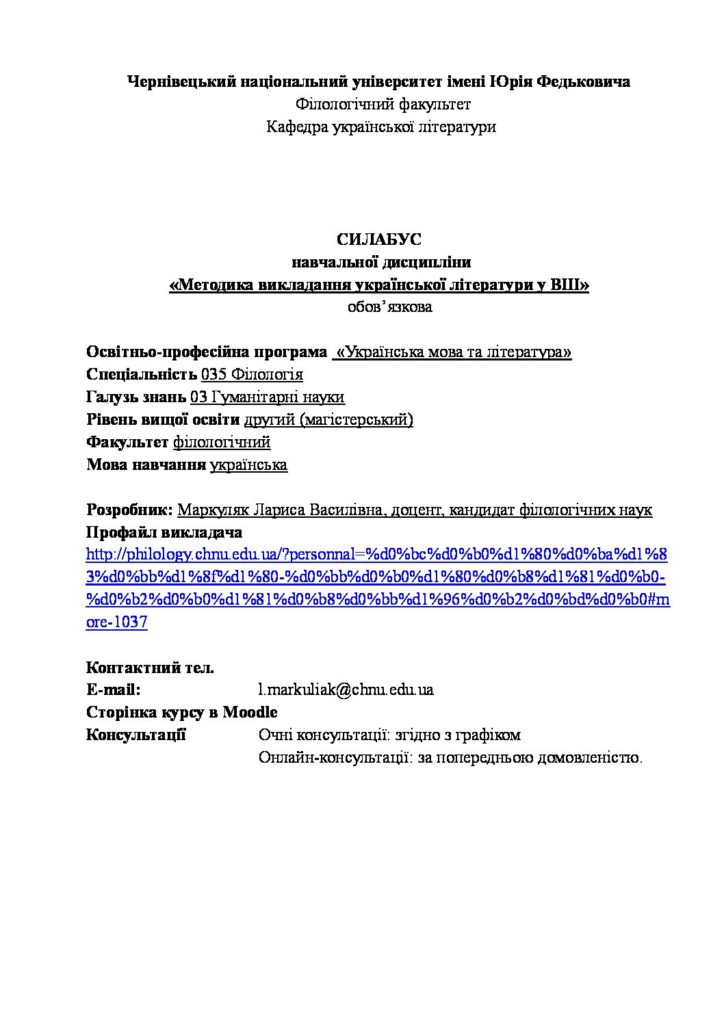 Чернівецький національний університет імені Юрія Федьковича
Філологічний факультет
Кафедра української літератури
СИЛАБУС
навчальної дисципліни
«Методика викладання української літератури у ВШ»
обов’язкова
Освітньо-професійна програма «Українська мова та література»
Спеціальність 035 Філологія
Галузь знань 03 Гуманітарні науки
Рівень вищої освіти другий (магістерський)
Факультет філологічний
Мова навчання українська
Розробник: Маркуляк Лариса Василівна, доцент, кандидат філологічних наук
Профайл викладача
http://philology.chnu.edu.ua/?personnal=%d0%bc%d0%b0%d1%80%d0%ba%d1%8
3%d0%bb%d1%8f%d1%80-%d0%bb%d0%b0%d1%80%d0%b8%d1%81%d0%b0-
%d0%b2%d0%b0%d1%81%d0%b8%d0%bb%d1%96%d0%b2%d0%bd%d0%b0#m
ore-1037
Контактний тел.
E-mail: l.markuliak@chnu.edu.ua
Сторінка курсу в Moodle
Консультації Очні консультації: згідно з графіком
Онлайн-консультації: за попередньою домовленістю.